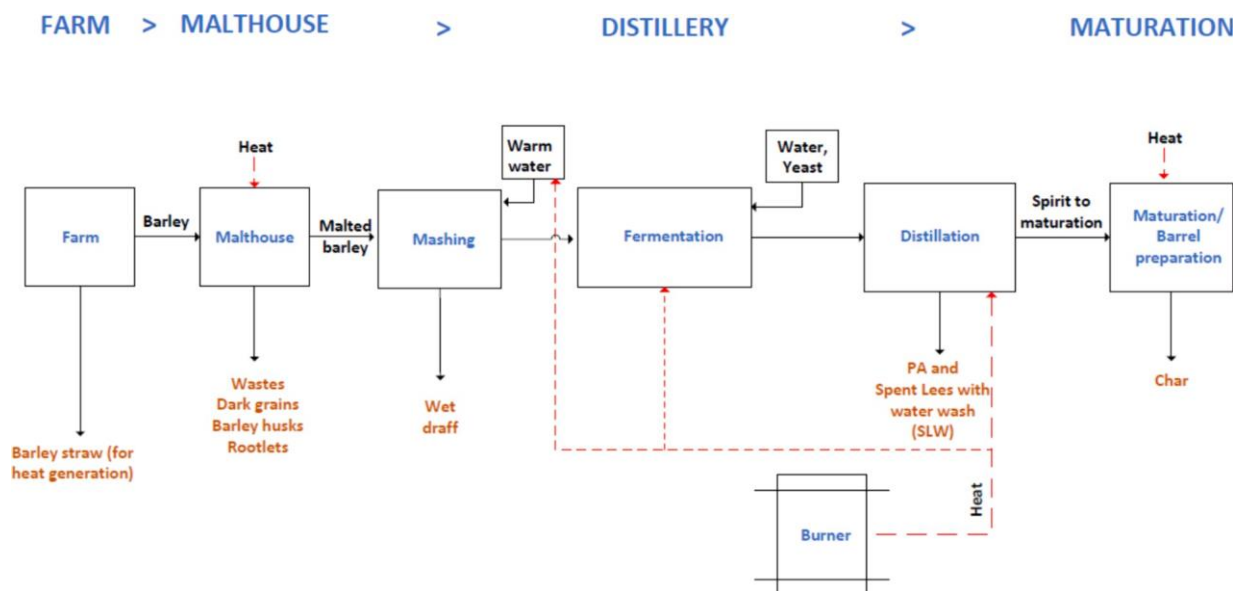 FARM > MALTHOUSE > DISTILLERY > MATURATION
Heat
Warm
water
Water,
Yeast
Heat
Farm
Barley
Malthouse
Malted
barley
Mashing
Fermentation
Distillation
Spirit to
maturation
Maturation/
Barrel
preparation
Barley straw (for
heat generation)
Wastes
Dark grains
Barley husks
Rootlets
Wet
draff
PA and
Spent Lees with
water wash
(SLW)
Char
Heat
Burner